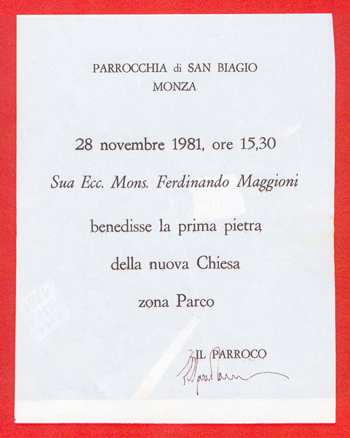 PARROCCHIA di SAN BIAGIO
MONZA
28 novembre 1981, ore 15,30
Sua Ecc. Mons. Ferdinando Maggioni
benedisse la prima pietra
della nuova Chiesa
zona Parco
IL PARROCO